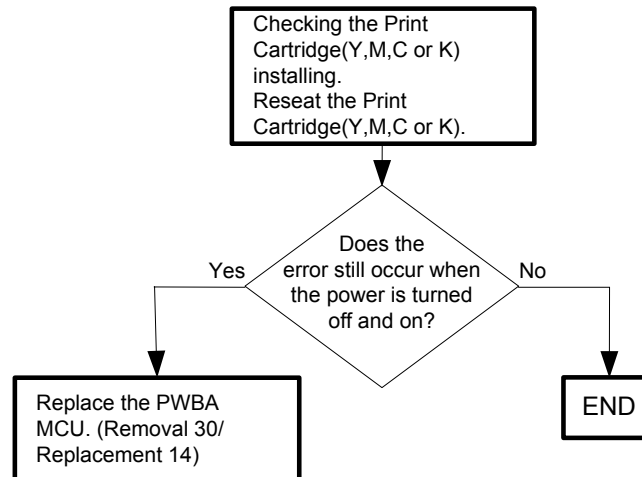 Checking the Print
Cartridge(Y,M,C or K)
installing.
Reseat the Print
Cartridge(Y,M,C or K).
Does the
error still occur when
the power is turned
off and on?
Yes
No
Replace the PWBA
MCU. (Removal 30/
Replacement 14)
END